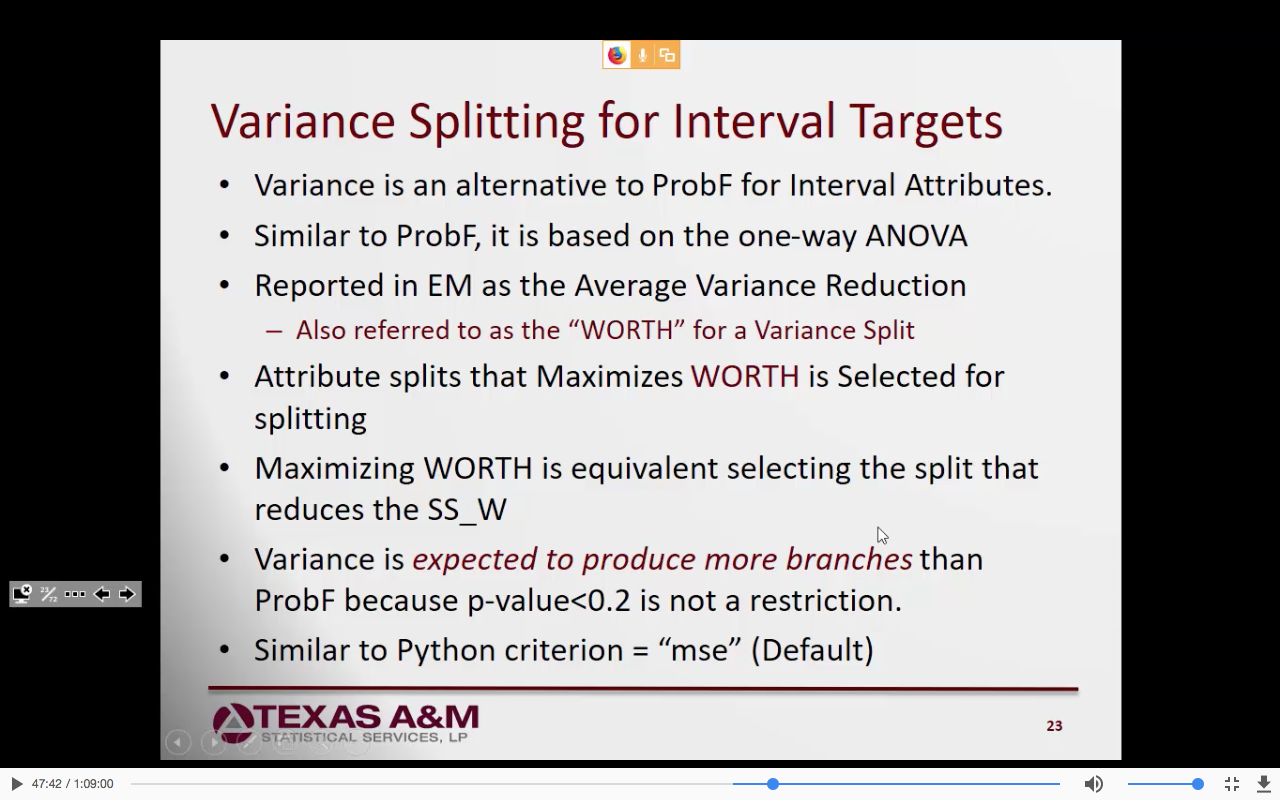 Variance Splitting for Interval Targets
• Variance is an alternative to ProbF for Interval Attributes.
• Similar to ProbF, it is based on the one-way ANOVA
• Reported in EM as the Average Variance Reduction
– Also referred to as the “WORTH” for a Variance Split
• Attribute splits that Maximizes WORTH is Selected for
splitting
• Maximizing WORTH is equivalent selecting the split that
reduces the SS_W
• Variance is expected to produce more branches than
ProbF because p-value<0.2 is not a restriction.
• Similar to Python criterion = “mse” (Default)
TEXAS A&M
STATISTICAL SERVICES, LP
23
23/72
47:42 / 1:09:00